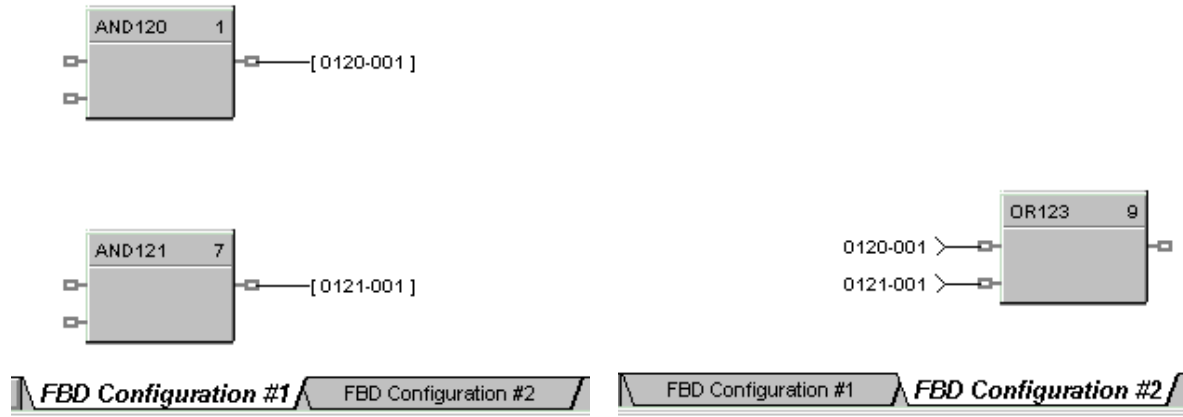 AND120 1
[ 0120-001 ]
AND121 7
[ 0121-001 ]
FBD Configuration #1 FBD Configuration #2
OR123 9
0120-001
0121-001
FBD Configuration #1 FBD Configuration #2